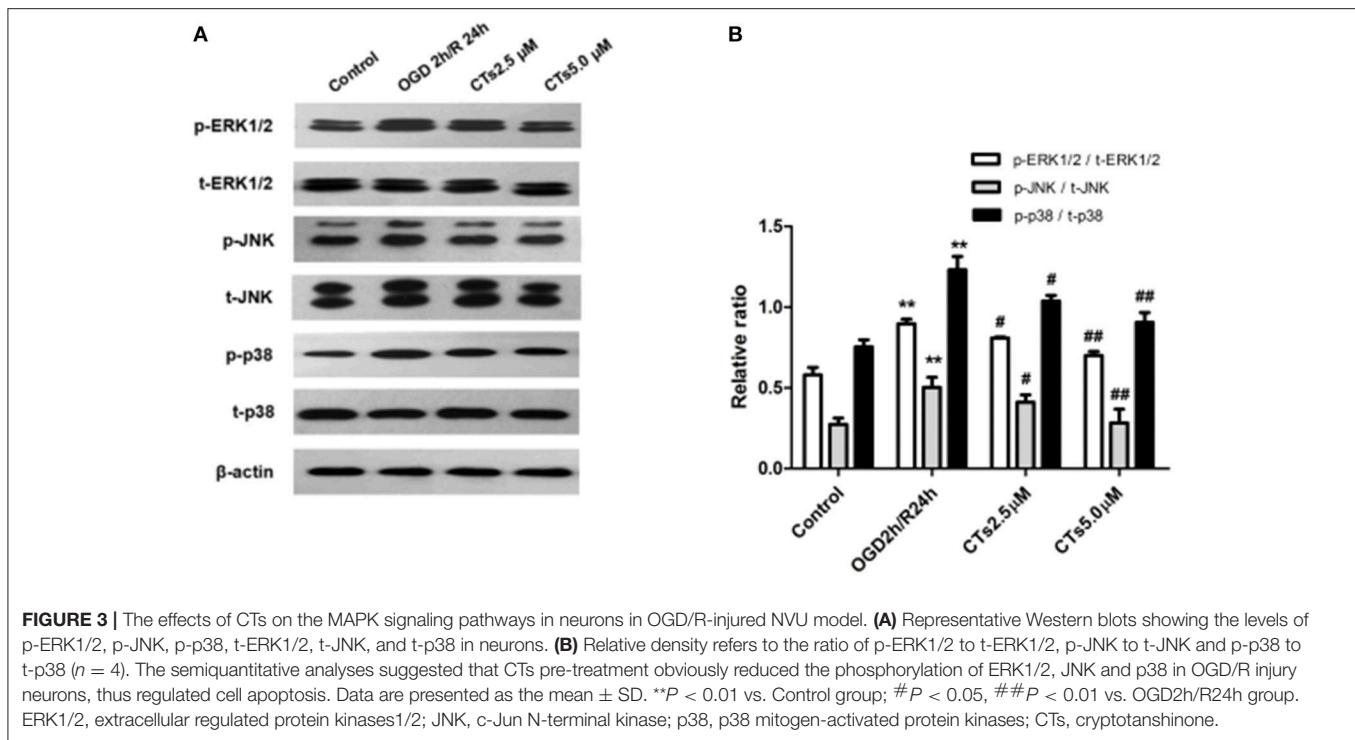 A
Control
OGD 2h/R 24h
CTs2.5 μM
CTs5.0 μM
p-ERK1/2
t-ERK1/2
p-JNK
t-JNK
p-p38
t-p38
β-actin
B
p-ERK1/2 / t-ERK1/2
p-JNK / t-JNK
p-p38 / t-p38
Relative ratio
1.5
1.0
0.5
0.0
**
**
**
#
#
#
##
##
##
Control
OGD2h/R24h
CTs2.5μM
CTs5.0μM
FIGURE 3 | The effects of CTs on the MAPK signaling pathways in neurons in OGD/R-injured NVU model. (A) Representative Western blots showing the levels of
p-ERK1/2, p-JNK, p-p38, t-ERK1/2, t-JNK, and t-p38 in neurons. (B) Relative density refers to the ratio of p-ERK1/2 to t-ERK1/2, p-JNK to t-JNK and p-p38 to
t-p38 (n = 4). The semiquantitative analyses suggested that CTs pre-treatment obviously reduced the phosphorylation of ERK1/2, JNK and p38 in OGD/R injury
neurons, thus regulated cell apoptosis. Data are presented as the mean ± SD. **P < 0.01 vs. Control group; #P < 0.05, ##P < 0.01 vs. OGD2h/R24h group.
ERK1/2, extracellular regulated protein kinases1/2; JNK, c-Jun N-terminal kinase; p38, p38 mitogen-activated protein kinases; CTs, cryptotanshinone.